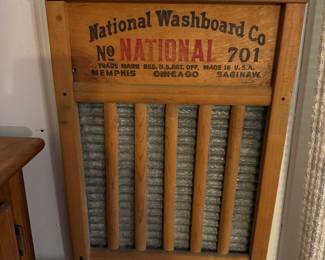 National Washboard Co
No NATIONAL 701
TRADE MARK REG. U.S. PAT. OFF. MADE IN U.S.A.
MEMPHIS CHICAGO SAGINAW.